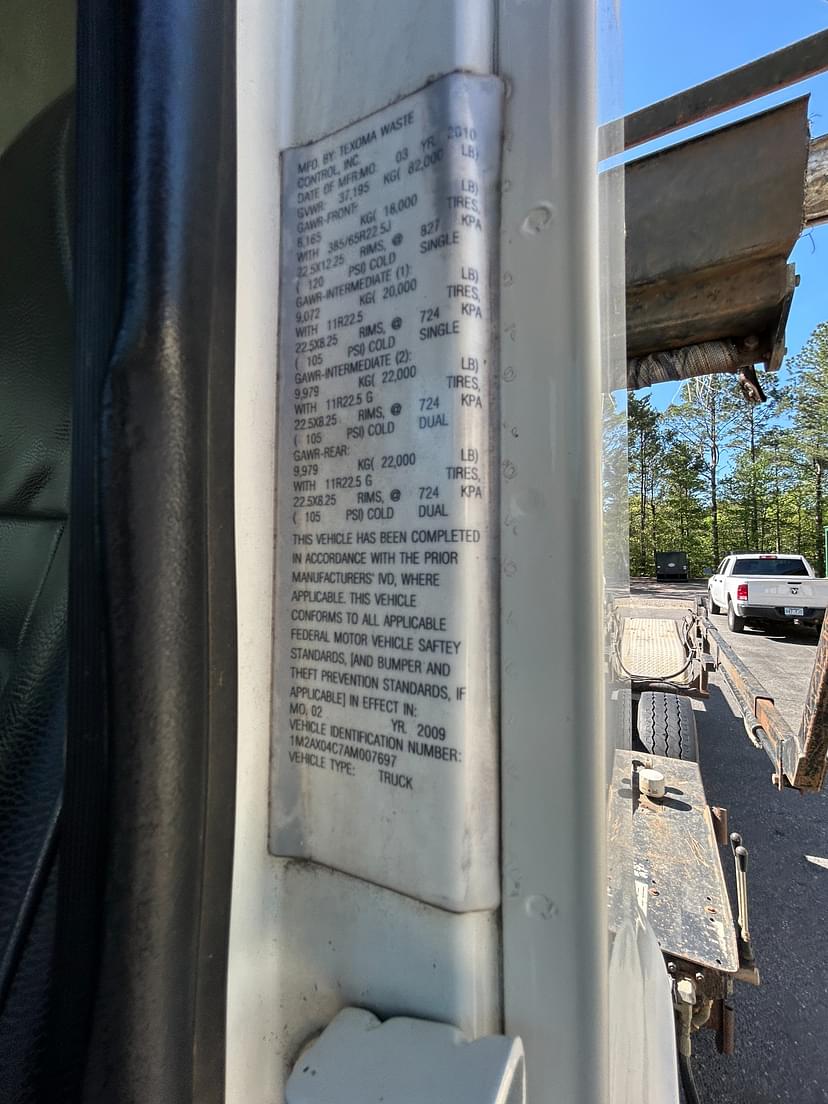 MFD. BY: TEXOMA WASTE
CONTROL, INC.
DATE OF MFR:MO: 03 YR. 2010
GVWR: 37,195 KG( 82,000 LB)
GAWR-FRONT:
8,165 KG( 18,000 LB)
WITH 385/65R22.5J TIRES,
22.5X12.25 RIMS, @ 827 KPA
( 120 PSI) COLD SINGLE
GAWR-INTERMEDIATE (1):
9,072 KG( 20,000 LB)
WITH 11R22.5 TIRES,
22.5X8.25 RIMS, @ 724 KPA
( 105 PSI) COLD SINGLE
GAWR-INTERMEDIATE (2):
9,979 KG( 22,000 LB)
WITH 11R22.5 G TIRES,
22.5X8.25 RIMS, @ 724 KPA
( 105 PSI) COLD DUAL
GAWR-REAR:
9,979 KG( 22,000 LB)
WITH 11R22.5 G TIRES,
22.5X8.25 RIMS, @ 724 KPA
( 105 PSI) COLD DUAL
THIS VEHICLE HAS BEEN COMPLETED
IN ACCORDANCE WITH THE PRIOR
MANUFACTURERS' IVD, WHERE
APPLICABLE. THIS VEHICLE
CONFORMS TO ALL APPLICABLE
FEDERAL MOTOR VEHICLE SAFTEY
STANDARDS, [AND BUMPER AND
THEFT PREVENTION STANDARDS, IF
APPLICABLE] IN EFFECT IN:
MO. 02 YR. 2009
VEHICLE IDENTIFICATION NUMBER:
1M2AX04C7AM007697
VEHICLE TYPE: TRUCK